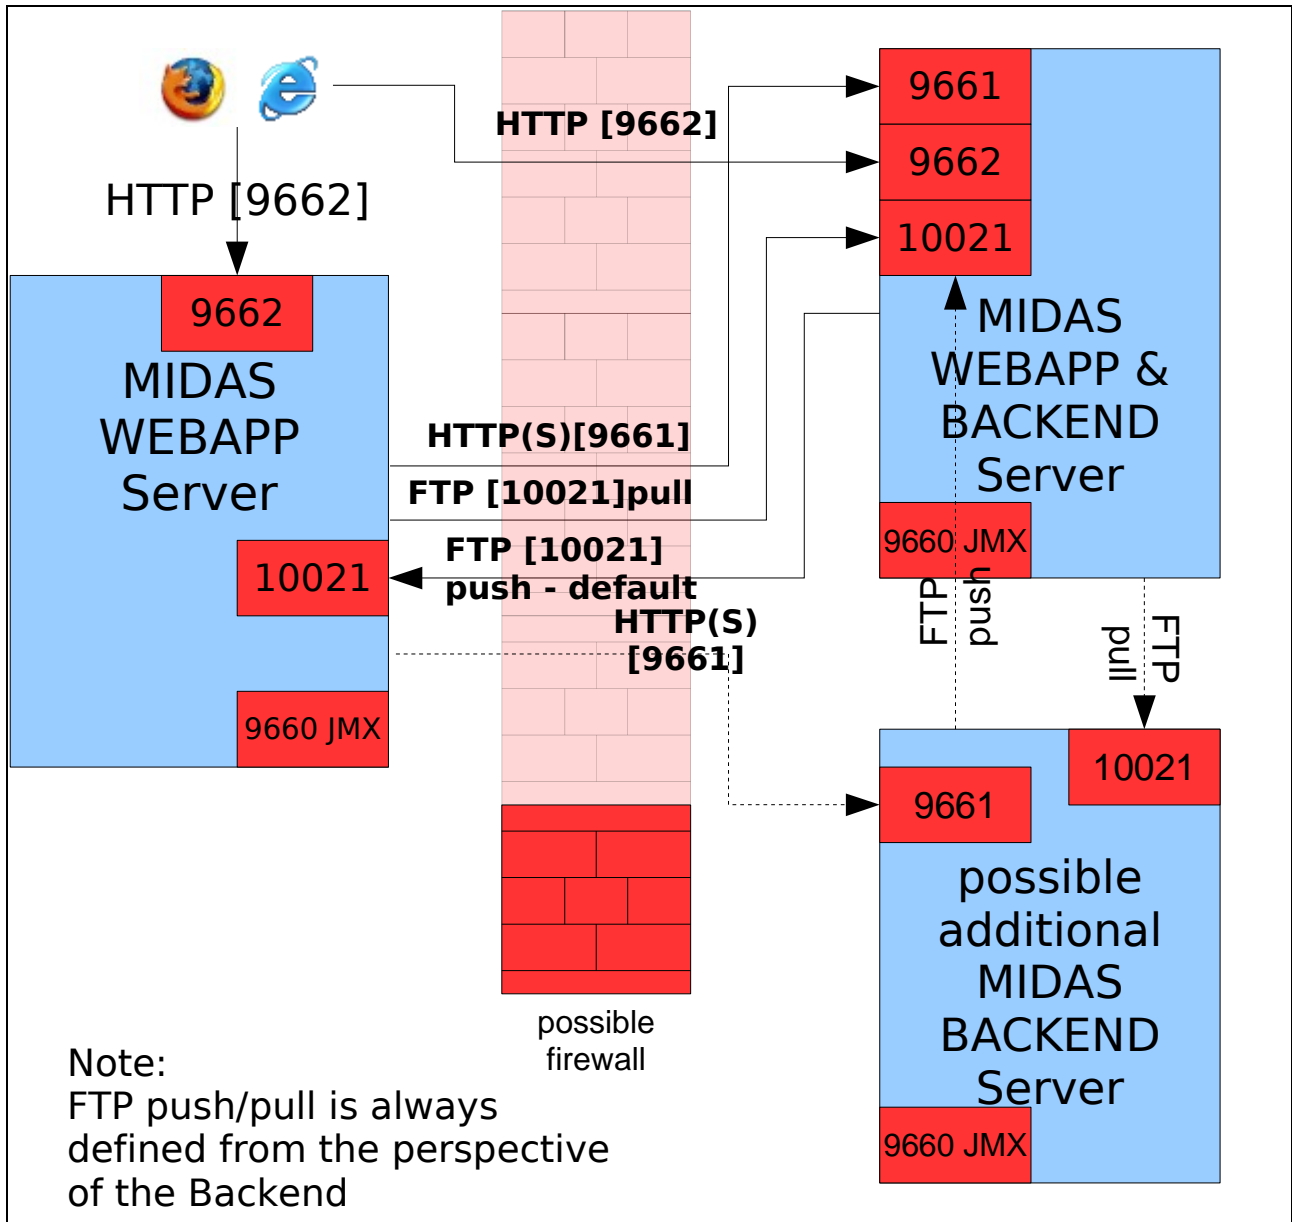 HTTP [9662]
9661
9662
10021
HTTP [9662]
9662
MIDAS
WEBAPP
Server
MIDAS
WEBAPP &
BACKEND
Server
HTTP(S)[9661]
FTP [10021]pull
FTP [10021]
push - default
10021
9660 JMX
9660 JMX
HTTP(S)
[9661]
FTP
push
FTP
pull
10021
9661
possible
additional
MIDAS
BACKEND
Server
9660 JMX
possible
firewall
Note:
FTP push/pull is always
defined from the perspective
of the Backend